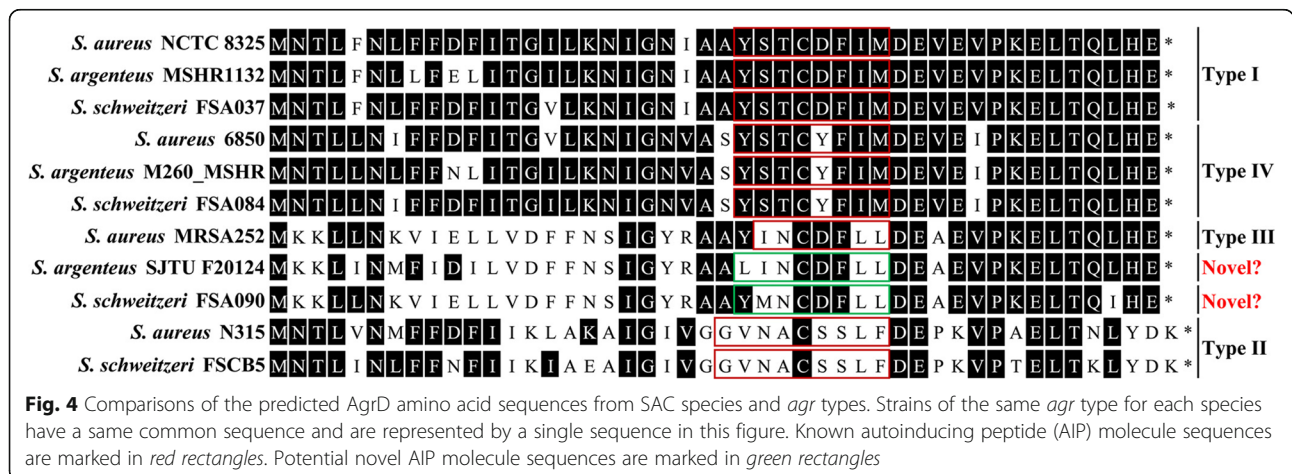 S. aureus NCTC 8325 MNTLFNLFFDFITGILKNIGNIAAYSTCDFIMDEVEVPKELTQLHE*
S. argenteus MSHR1132 MNTLFNLLFELITGILKNIGNIAAYSTCDFIMDEVEVPKELTQLHE* Type I
S. schweitzeri FSA037 MNTLFNLFFDFITGVLKNIGNIAAYSTCDFIMDEVEVPKELTQLHE*
S. aureus 6850 MNTLLNIFFDFITGVLKNIGNVASYSTCYFIMDEVEIPKELTQLHE*
S. argenteus M260_MSHR MNTLLNLFFNLITGILKNIGNVASYSTCYFIMDEVEIPKELTQLHE* Type IV
S. schweitzeri FSA084 MNTLLNIFFDFITGILKNIGNVASYSTCYFIMDEVEIPKELTQLHE*
S. aureus MRSA252 MKKLLNKVIELLVDFFNSIGYRAAYINCDFLLDEAEVPKELTQLHE* Type III
S. argenteus SJTU F20124 MKKLINMFIDILVDFFNSIGYRAALINCDFLLDEAEVPKELTQLHE* Novel?
S. schweitzeri FSA090 MKKLLNKVIELLVDFFNSIGYRAAYMNCDFLLDEAEVPKELTQIHE* Novel?
S. aureus N315 MNTLVNMFFDFIIKLAKAIGIVGGVNACSSLFDEPKVPAELTNLYDK*
S. schweitzeri FSCB5 MNTLINLFFNFIIKIAEAIGIVGGVNACSSLFDEPKVPTELTKLYDK* Type II
Fig. 4 Comparisons of the predicted AgrD amino acid sequences from SAC species and agr types. Strains of the same agr type for each species
have a same common sequence and are represented by a single sequence in this figure. Known autoinducing peptide (AIP) molecule sequences
are marked in red rectangles. Potential novel AIP molecule sequences are marked in green rectangles